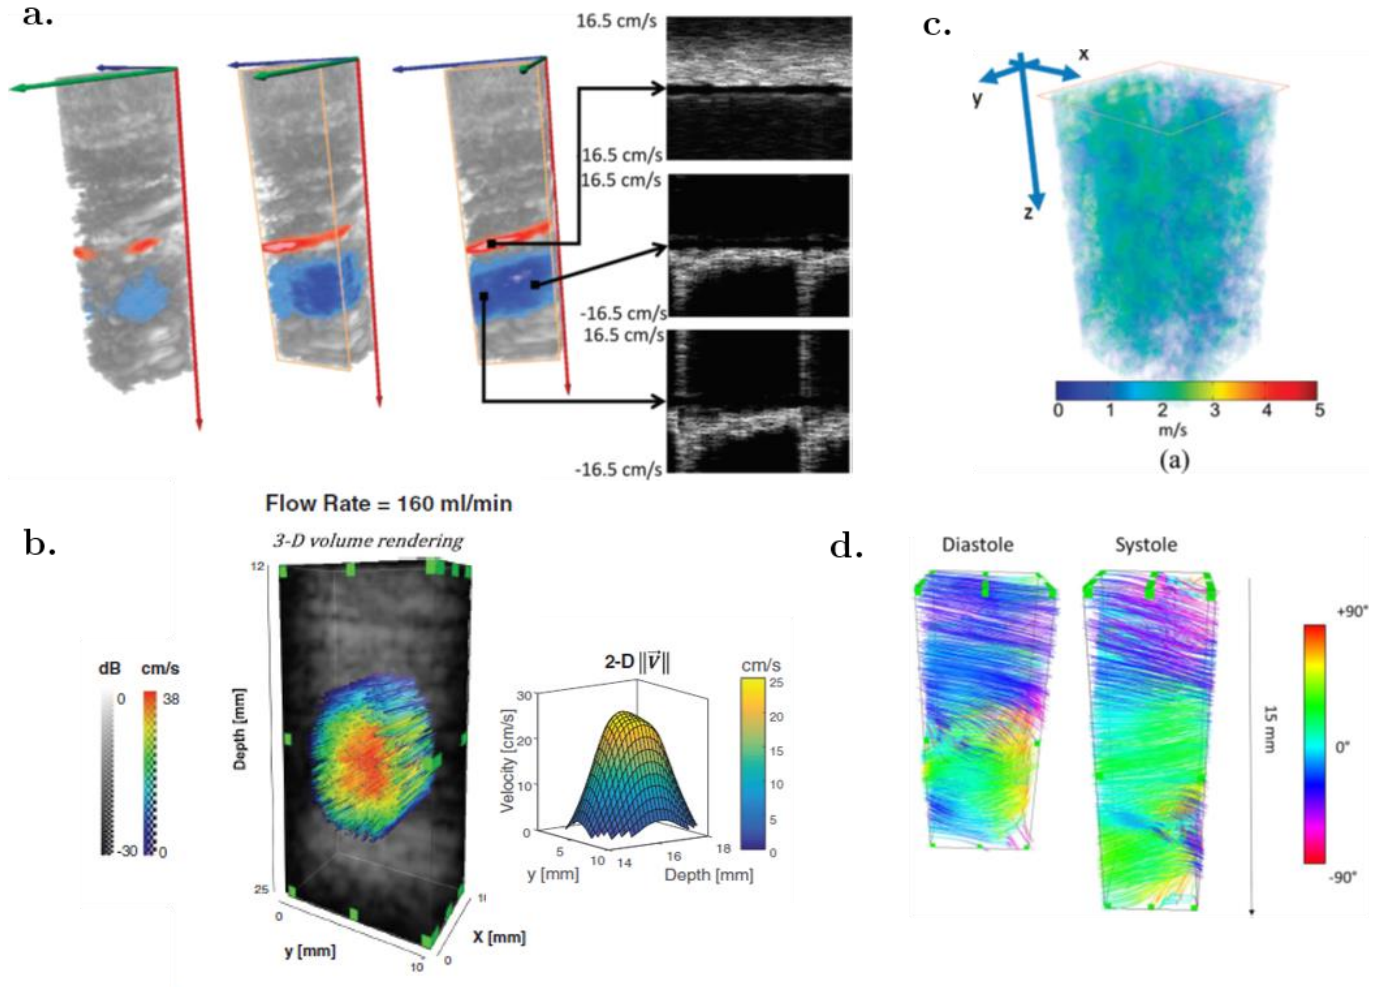 a.
16.5 cm/s
16.5 cm/s
16.5 cm/s
-16.5 cm/s
16.5 cm/s
-16.5 cm/s
c.
x
y
z
0 1 2 3 4 5
m/s
(a)
b.
Flow Rate = 160 ml/min
3-D volume rendering
12
Depth [mm]
25
0
y [mm]
10
0
X [mm]
dB cm/s
0 38
-30 0
2-D ||v⃗||
30
20
10
0
Velocity [cm/s]
5
10
y [mm]
14
16
18
Depth [mm]
cm/s
25
20
15
10
5
0
d.
Diastole Systole
15 mm
+90°
0°
-90°